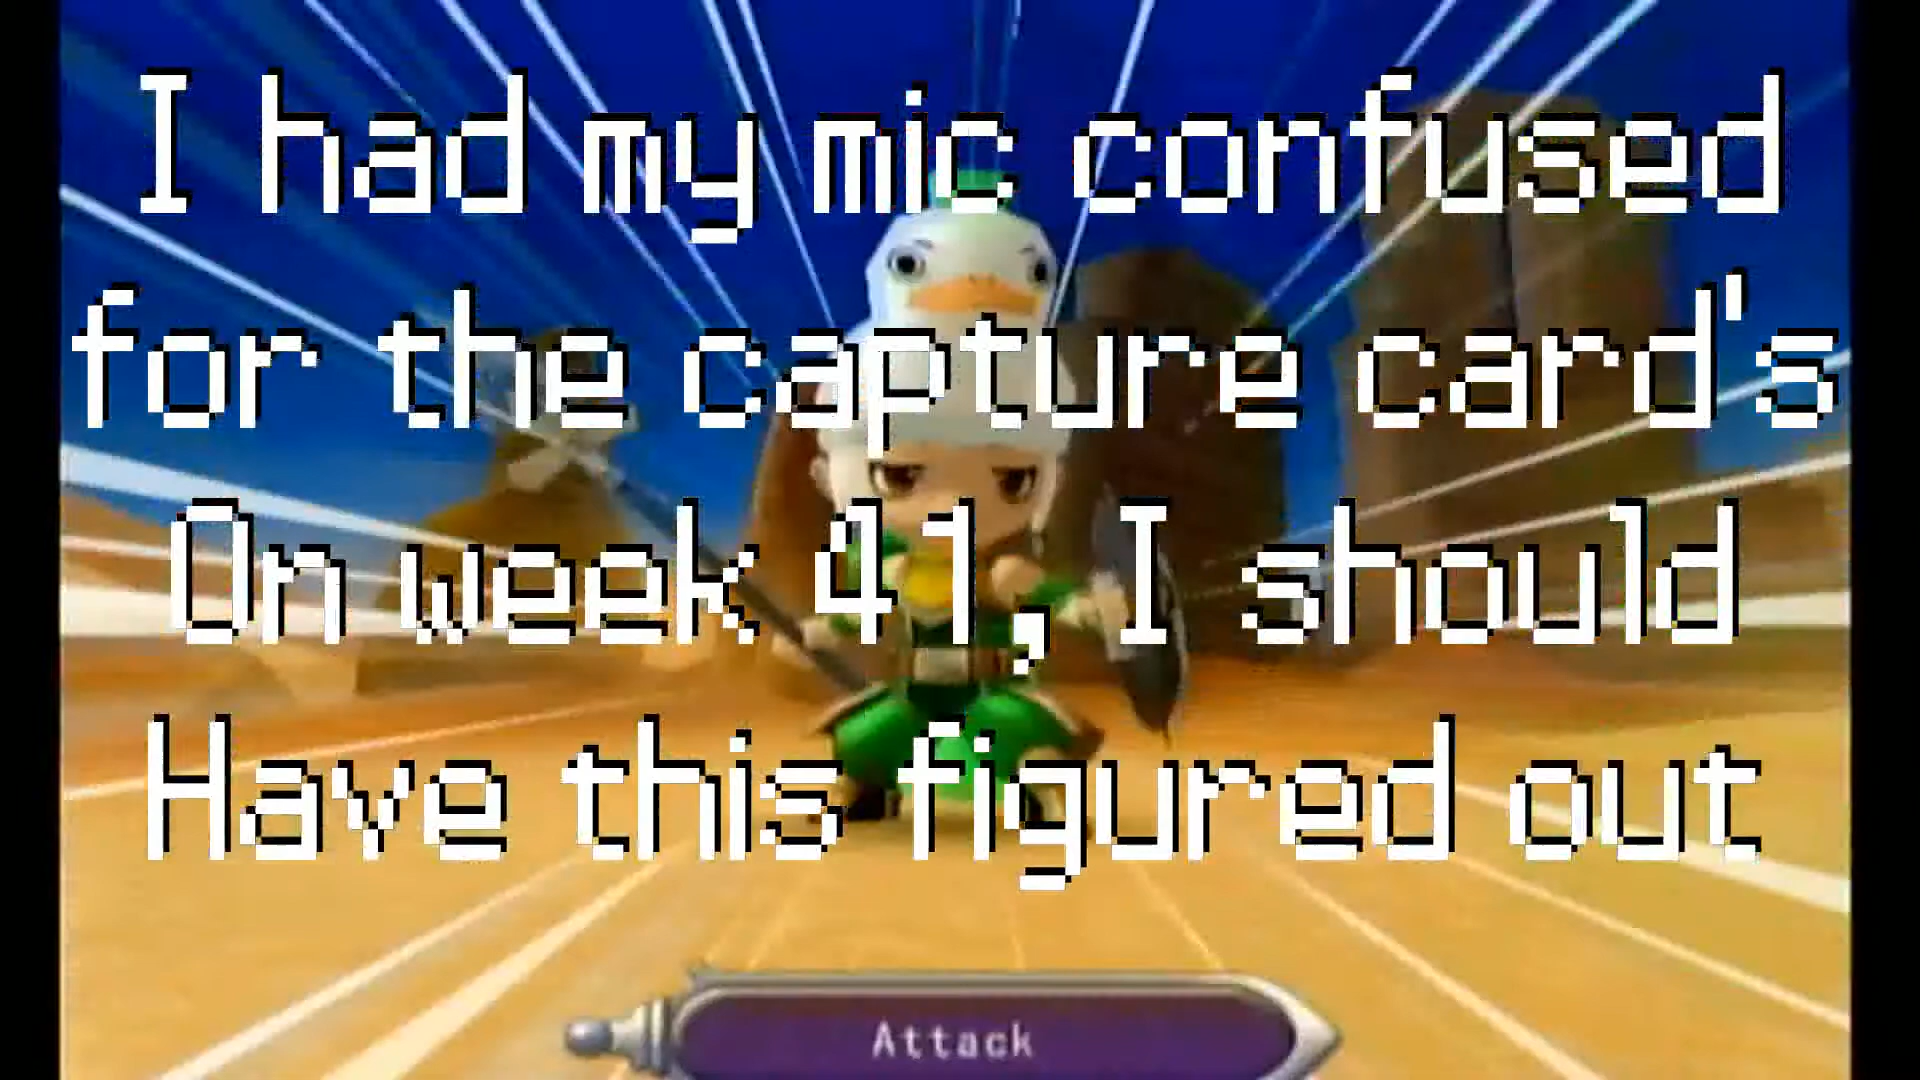 I had my mic confused
for the capture card's
On week 41, I should
Have this figured out
Attack